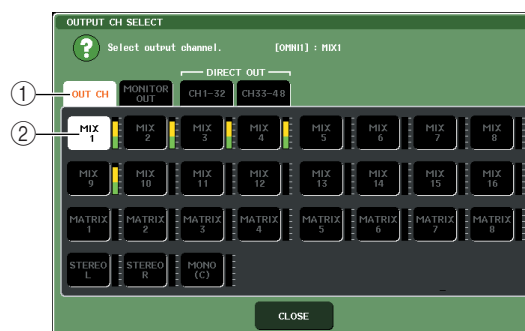 OUTPUT CH SELECT
? Select output channel. [OMNI1] : MIX1
DIRECT OUT
① OUT CH MONITOR OUT CH1-32 CH33-48
② MIX 1 MIX 2 MIX 3 MIX 4 MIX 5 MIX 6 MIX 7 MIX 8
MIX 9 MIX 10 MIX 11 MIX 12 MIX 13 MIX 14 MIX 15 MIX 16
MATRIX 1 MATRIX 2 MATRIX 3 MATRIX 4 MATRIX 5 MATRIX 6 MATRIX 7 MATRIX 8
STEREO L STEREO R MONO (C)
CLOSE